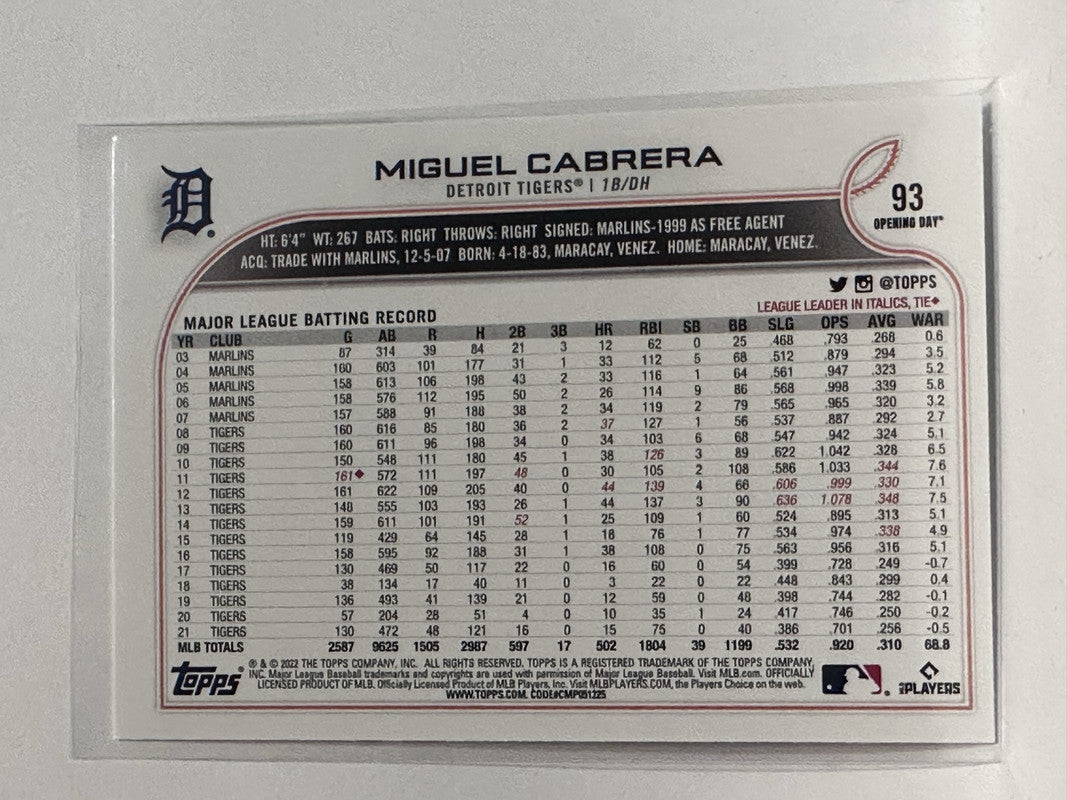 D
MIGUEL CABRERA
DETROIT TIGERS® | 1B/DH
93
OPENING DAY®
HT: 6'4" WT: 267 BATS: RIGHT THROWS: RIGHT SIGNED: MARLINS-1999 AS FREE AGENT
ACQ: TRADE WITH MARLINS, 12-5-07 BORN: 4-18-83, MARACAY, VENEZ. HOME: MARACAY, VENEZ.
@TOPPS
MAJOR LEAGUE BATTING RECORD
LEAGUE LEADER IN ITALICS, TIE◆
YR CLUB G AB R H 2B 3B HR RBI SB BB SLG OPS AVG WAR
03 MARLINS 87 314 39 84 21 3 12 62 0 25 .468 .793 .268 0.6
04 MARLINS 160 603 101 177 31 1 33 112 5 68 .512 .879 .294 3.5
05 MARLINS 158 613 106 198 43 2 33 116 1 64 .561 .947 .323 5.2
06 MARLINS 158 576 112 195 50 2 26 114 9 86 .568 .998 .339 5.8
07 MARLINS 157 588 91 188 38 2 34 119 2 79 .565 .965 .320 3.2
08 TIGERS 160 616 85 180 36 2 37 127 1 56 .537 .887 .292 2.7
09 TIGERS 160 611 96 198 34 0 34 103 6 68 .547 .942 .324 5.1
10 TIGERS 150 548 111 180 45 1 38 126 3 89 .622 1.042 .328 6.5
11 TIGERS 161◆ 572 111 197 48 0 30 105 2 108 .586 1.033 .344 7.6
12 TIGERS 161 622 109 205 40 0 44 139 4 66 .606 .999 .330 7.1
13 TIGERS 148 555 103 193 26 1 44 137 3 90 .636 1.078 .348 7.5
14 TIGERS 159 611 101 191 52 1 25 109 1 60 .524 .895 .313 5.1
15 TIGERS 119 429 64 145 28 1 18 76 1 77 .534 .974 .338 4.9
16 TIGERS 158 595 92 188 31 1 38 108 0 75 .563 .956 .316 5.1
17 TIGERS 130 469 50 117 22 0 16 60 0 54 .399 .728 .249 -0.7
18 TIGERS 38 134 17 40 11 0 3 22 0 22 .448 .843 .299 0.4
19 TIGERS 136 493 41 139 21 0 12 59 0 48 .398 .744 .282 -0.1
20 TIGERS 57 204 28 51 4 0 10 35 1 24 .417 .746 .250 -0.2
21 TIGERS 130 472 48 121 16 0 15 75 0 40 .386 .701 .256 -0.5
MLB TOTALS 2587 9625 1505 2987 597 17 502 1804 39 1199 .532 .920 .310 68.8
Topps
® & © 2022 THE TOPPS COMPANY, INC. ALL RIGHTS RESERVED. TOPPS IS A REGISTERED TRADEMARK OF THE TOPPS COMPANY,
INC. Major League Baseball trademarks and copyrights are used with permission of Major League Baseball. Visit MLB.com. OFFICIALLY
LICENSED PRODUCT OF MLB. Officially Licensed Product of MLB Players, Inc. Visit MLBPLAYERS.COM, the Players Choice on the web.
WWW.TOPPS.COM. CODE#CMP051225
MLB PLAYERS